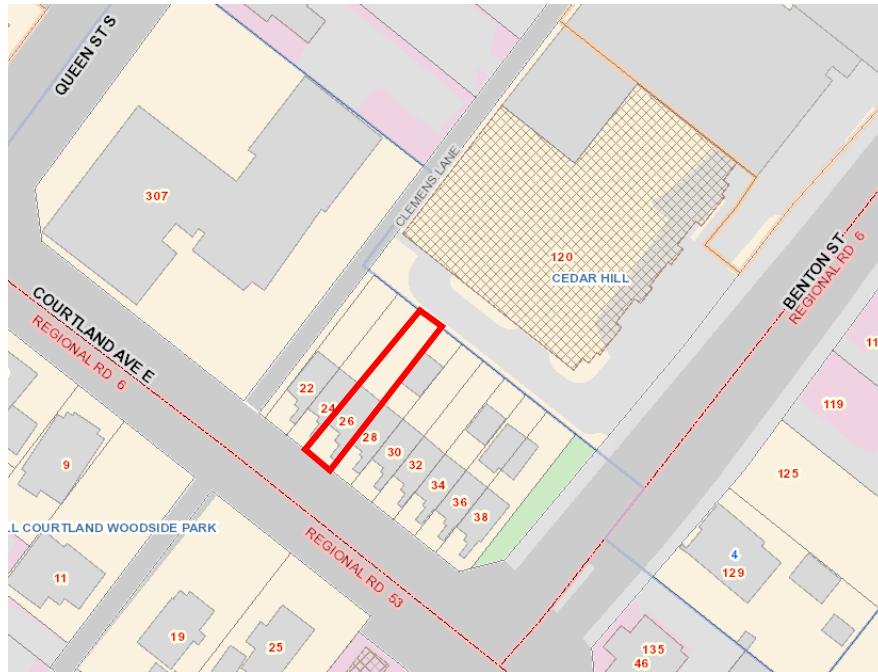 QUEEN ST S
307
CLEMENS LANE
120
CEDAR HILL
BENTON ST
REGIONAL RD 6
11
119
COURTLAND AVE E
REGIONAL RD 6
22
24
26
28
30
32
34
36
38
9
125
LL COURTLAND WOODSIDE PARK
REGIONAL RD 53
4
129
11
19
25
135
46